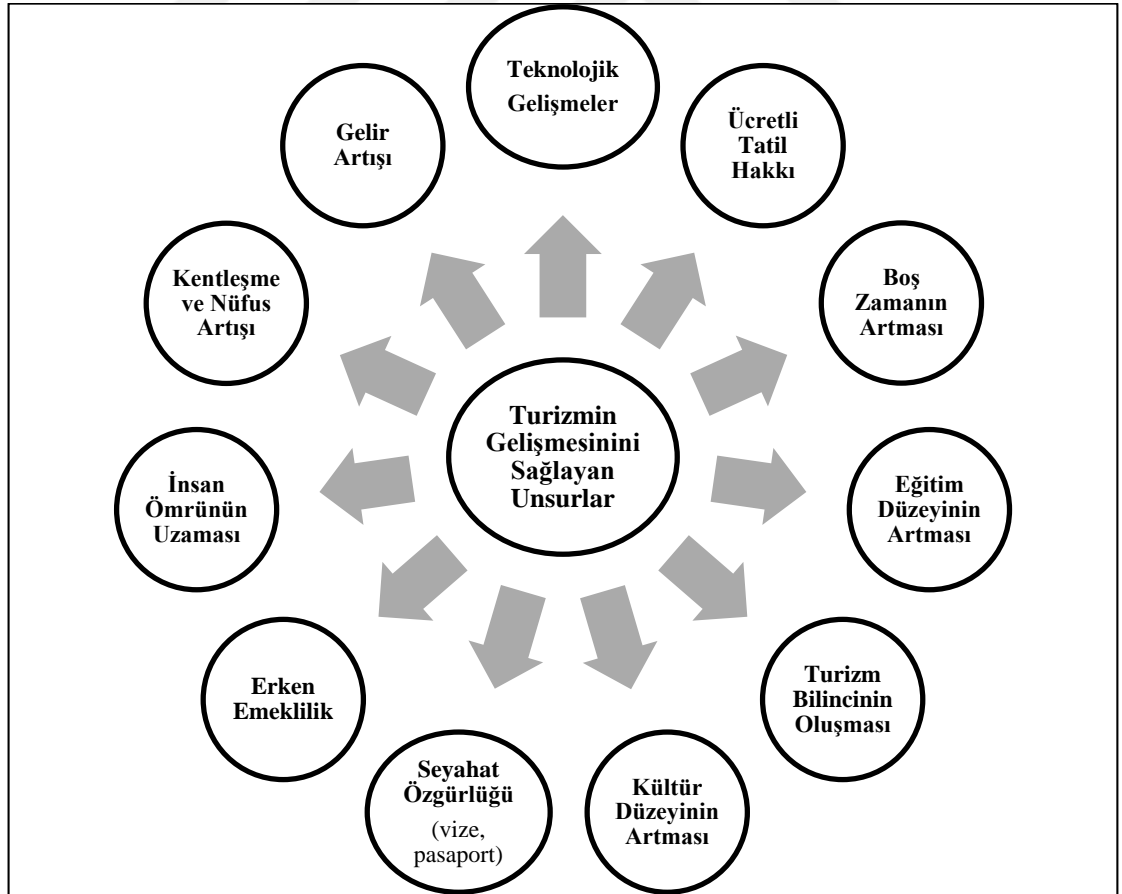 Teknolojik
Gelişmeler
Ücretli
Tatil
Hakkı
Boş
Zamanın
Artması
Eğitim
Düzeyinin
Artması
Turizm
Bilincinin
Oluşması
Kültür
Düzeyinin
Artması
Seyahat
Özgürlüğü
(vize,
pasaport)
Erken
Emeklilik
İnsan
Ömrünün
Uzaması
Kentleşme
ve Nüfus
Artışı
Gelir
Artışı
Turizmin
Gelişmesinini
Sağlayan
Unsurlar